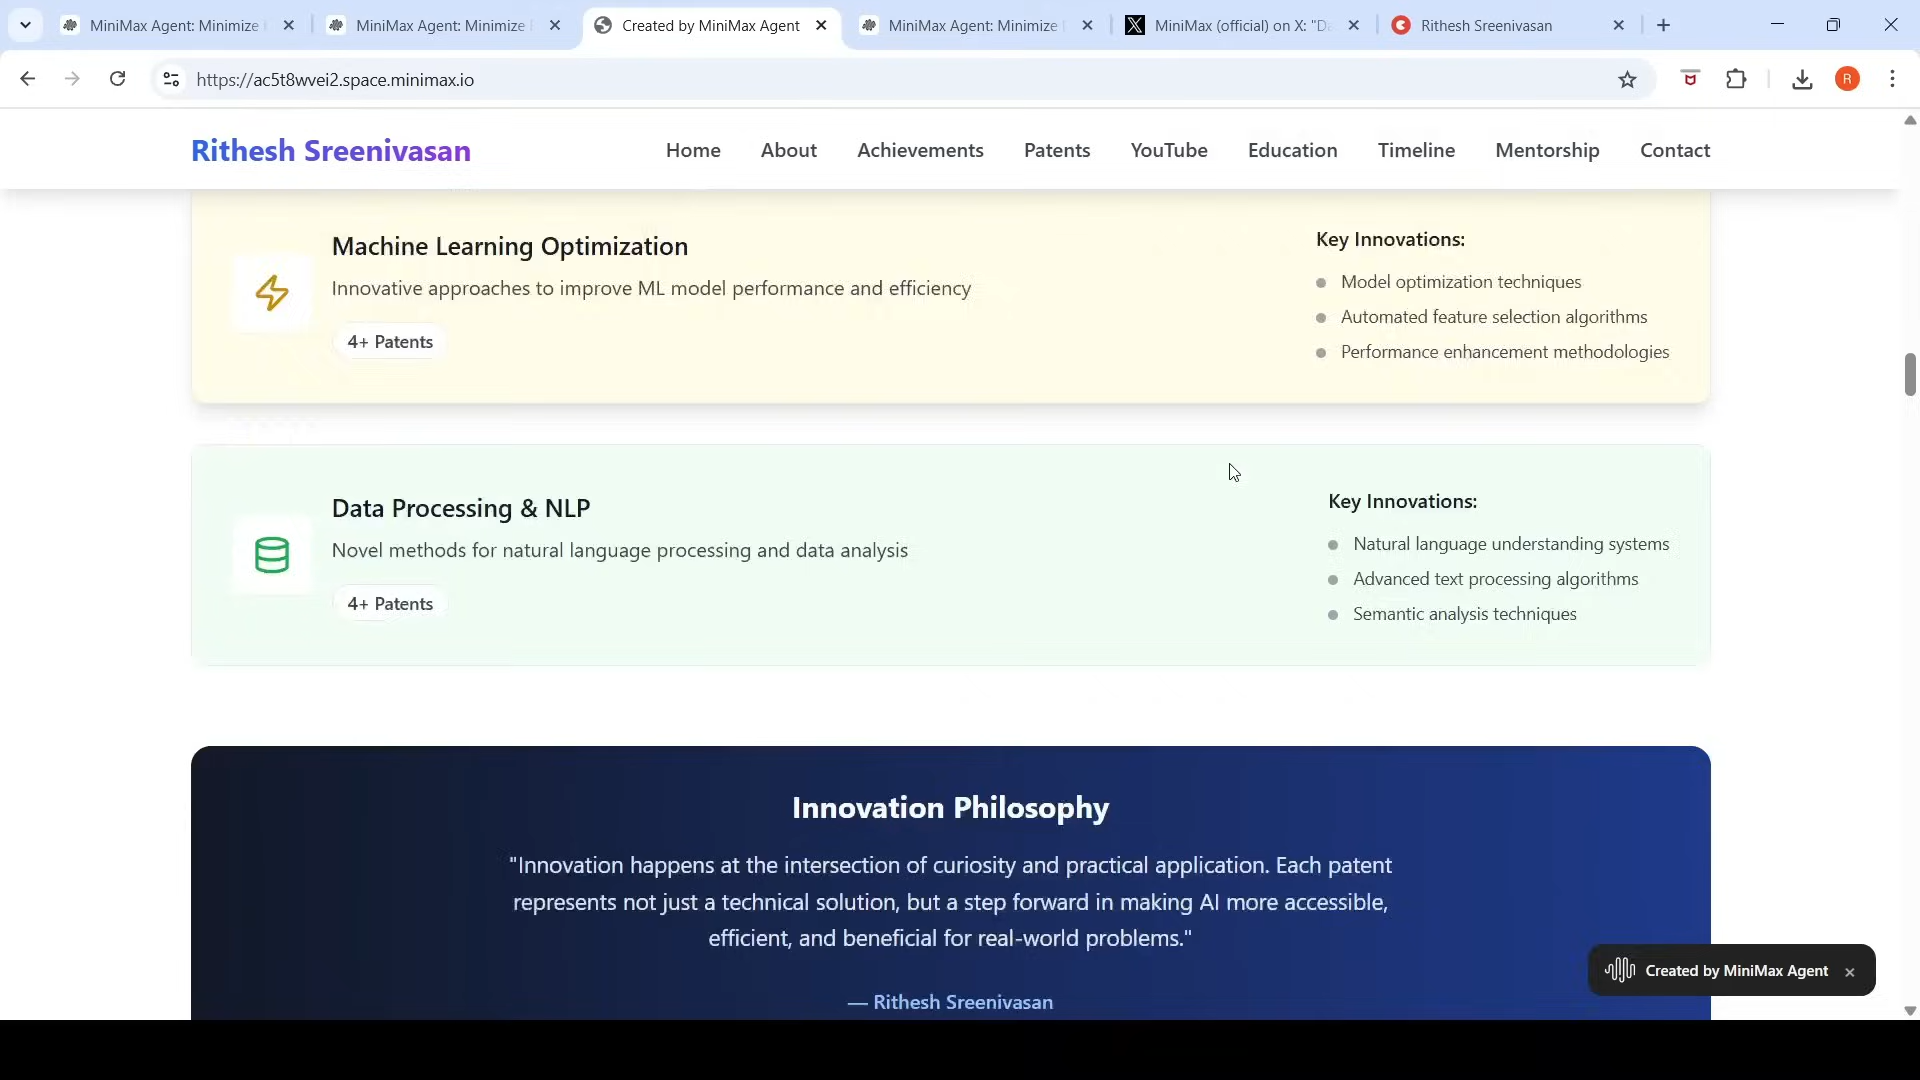 MiniMax Agent: Minimize
MiniMax Agent: Minimize
Created by MiniMax Agent
MiniMax Agent: Minimize
MiniMax (official) on X: "Da
Rithesh Sreenivasan
https://ac5t8wvei2.space.minimax.io
R
Rithesh Sreenivasan
Home
About
Achievements
Patents
YouTube
Education
Timeline
Mentorship
Contact
Machine Learning Optimization
Innovative approaches to improve ML model performance and efficiency
4+ Patents
Key Innovations:
Model optimization techniques
Automated feature selection algorithms
Performance enhancement methodologies
Data Processing & NLP
Novel methods for natural language processing and data analysis
4+ Patents
Key Innovations:
Natural language understanding systems
Advanced text processing algorithms
Semantic analysis techniques
Innovation Philosophy
"Innovation happens at the intersection of curiosity and practical application. Each patent
represents not just a technical solution, but a step forward in making AI more accessible,
efficient, and beneficial for real-world problems."
— Rithesh Sreenivasan
Created by MiniMax Agent